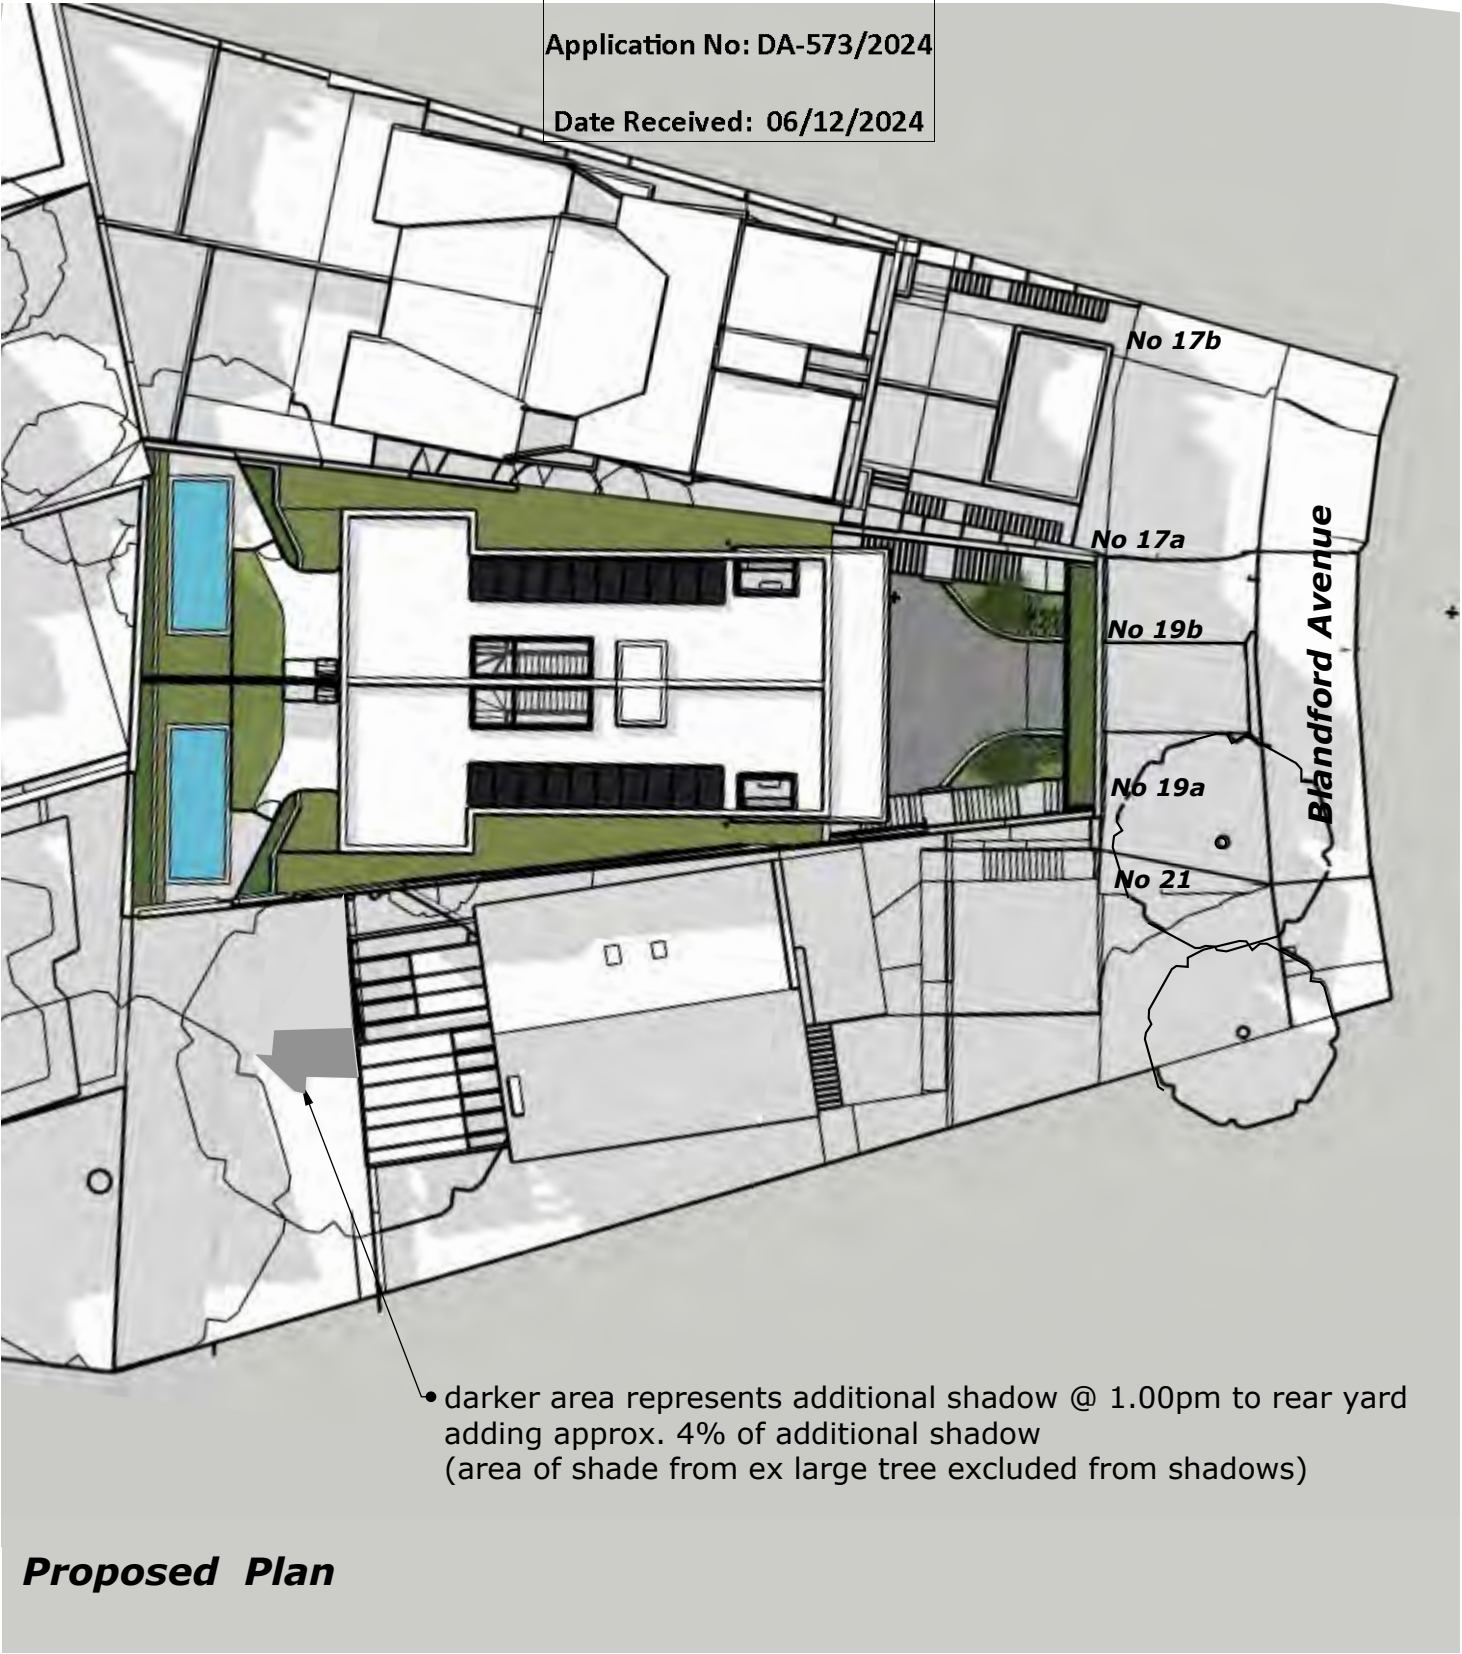 Application No: DA-573/2024
Date Received: 06/12/2024
No 17b
No 17a
No 19b
Blandford Avenue
No 19a
No 21
darker area represents additional shadow @ 1.00pm to rear yard
adding approx. 4% of additional shadow
(area of shade from ex large tree excluded from shadows)
Proposed Plan